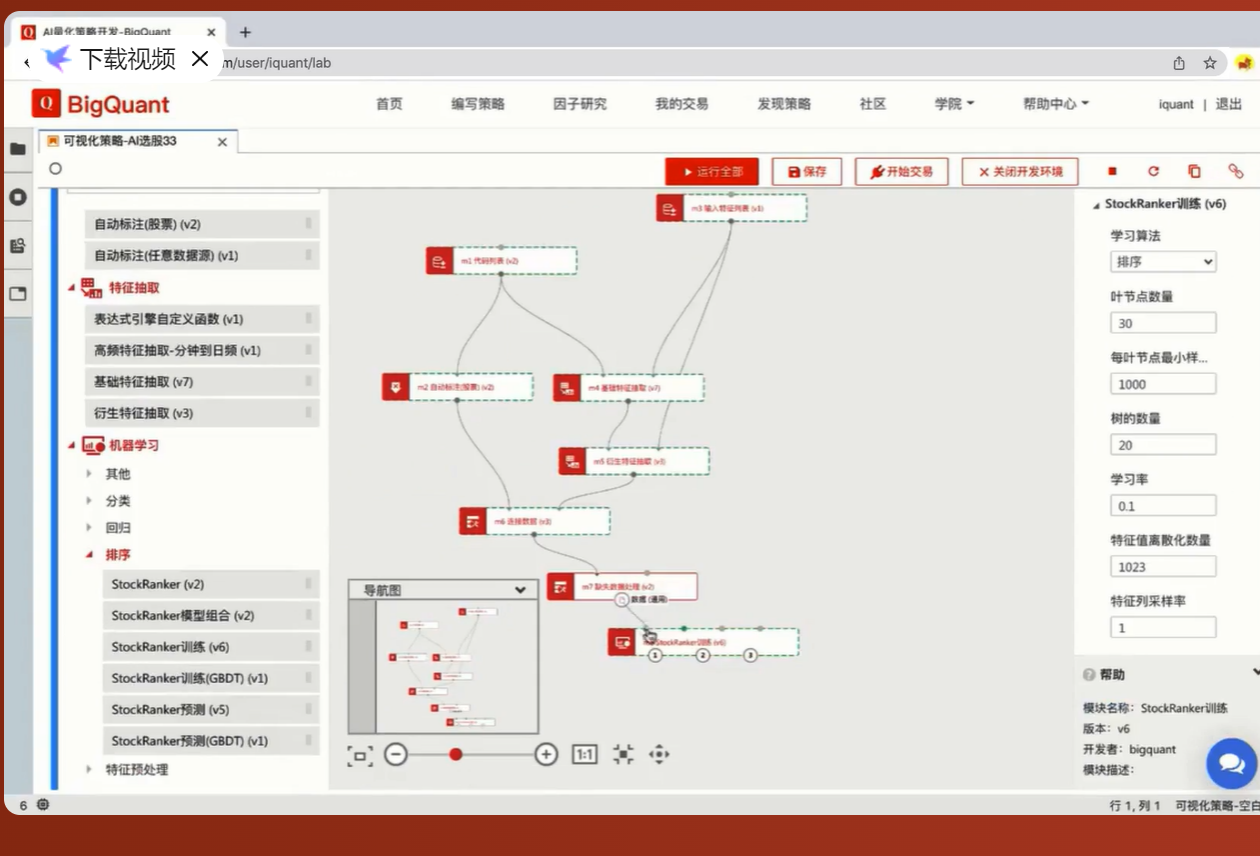 AI量化策略开发-BigQuant
下载视频
m/user/iquant/lab
Q BigQuant
首页 编写策略 因子研究 我的交易 发现策略 社区 学院 帮助中心 iquant | 退出
可视化策略-AI选股33
运行全部 保存 开始交易 关闭开发环境
自动标注(股票) (v2)
自动标注(任意数据源) (v1)
特征抽取
表达式引擎自定义函数 (v1)
高频特征抽取-分钟到日频 (v1)
基础特征抽取 (v7)
衍生特征抽取 (v3)
机器学习
其他
分类
回归
排序
StockRanker (v2)
StockRanker模型组合 (v2)
StockRanker训练 (v6)
StockRanker训练(GBDT) (v1)
StockRanker预测 (v5)
StockRanker预测(GBDT) (v1)
特征预处理
m3 输入特征列表 (v1)
m1 代码列表 (v2)
m2 自动标注(股票) (v2)
m4 基础特征抽取 (v7)
m5 衍生特征抽取 (v3)
m6 连接数据 (v3)
m7 缺失数据处理 (v2)
数据 (通用)
StockRanker训练 (v6)
1 2 3
导航图
1:1
StockRanker训练 (v6)
学习算法
排序
叶节点数量
30
每叶节点最小样...
1000
树的数量
20
学习率
0.1
特征值离散化数量
1023
特征列采样率
1
帮助
模块名称: StockRanker训练
版本: v6
开发者: bigquant
模块描述:
6
行 1, 列 1 可视化策略-空白